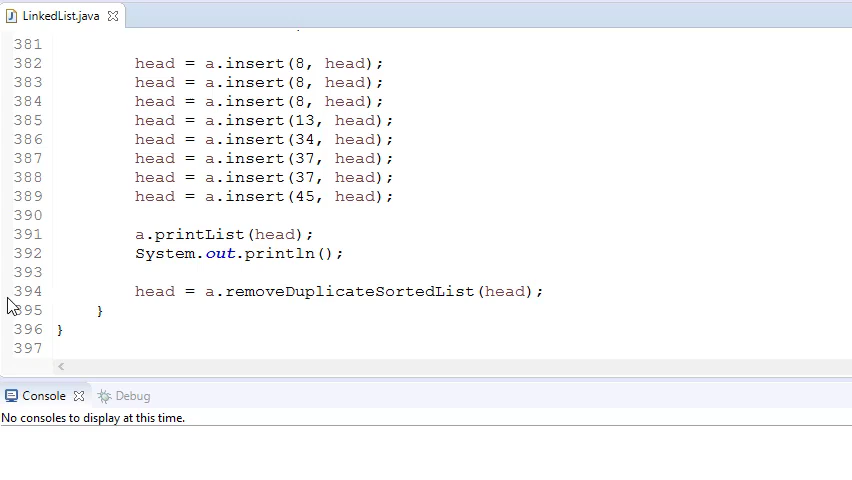 LinkedList.java
381
382 head = a.insert(8, head);
383 head = a.insert(8, head);
384 head = a.insert(8, head);
385 head = a.insert(13, head);
386 head = a.insert(34, head);
387 head = a.insert(37, head);
388 head = a.insert(37, head);
389 head = a.insert(45, head);
390
391 a.printList(head);
392 System.out.println();
393
394 head = a.removeDuplicateSortedList(head);
395 }
396 }
397
Console Debug
No consoles to display at this time.